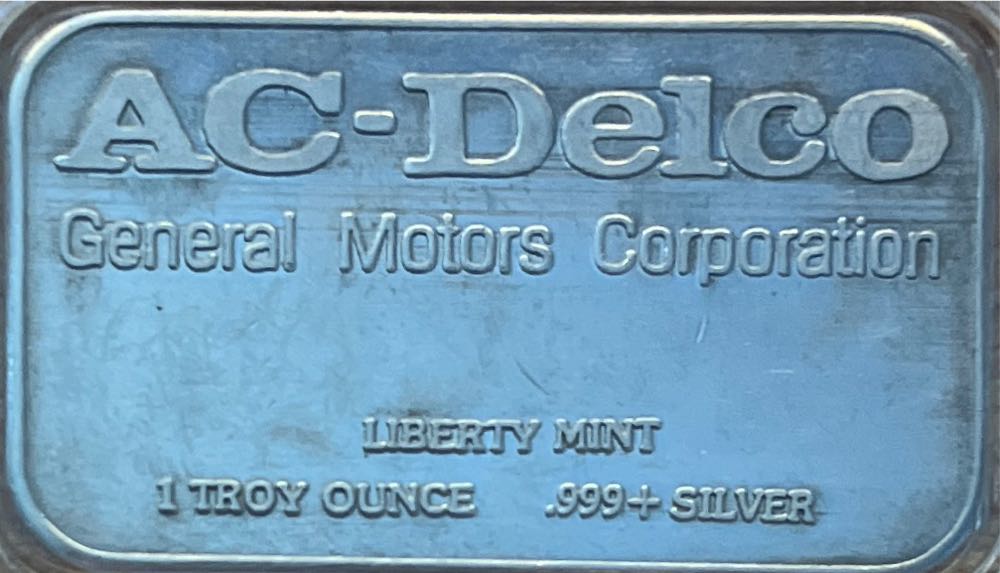 AC-Delco
General Motors Corporation
LIBERTY MINT
1 TROY OUNCE .999+ SILVER